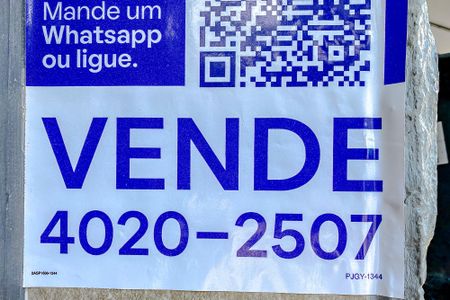 Mande um
Whatsapp
ou ligue.
VENDE
4020-2507
PJGY-1344